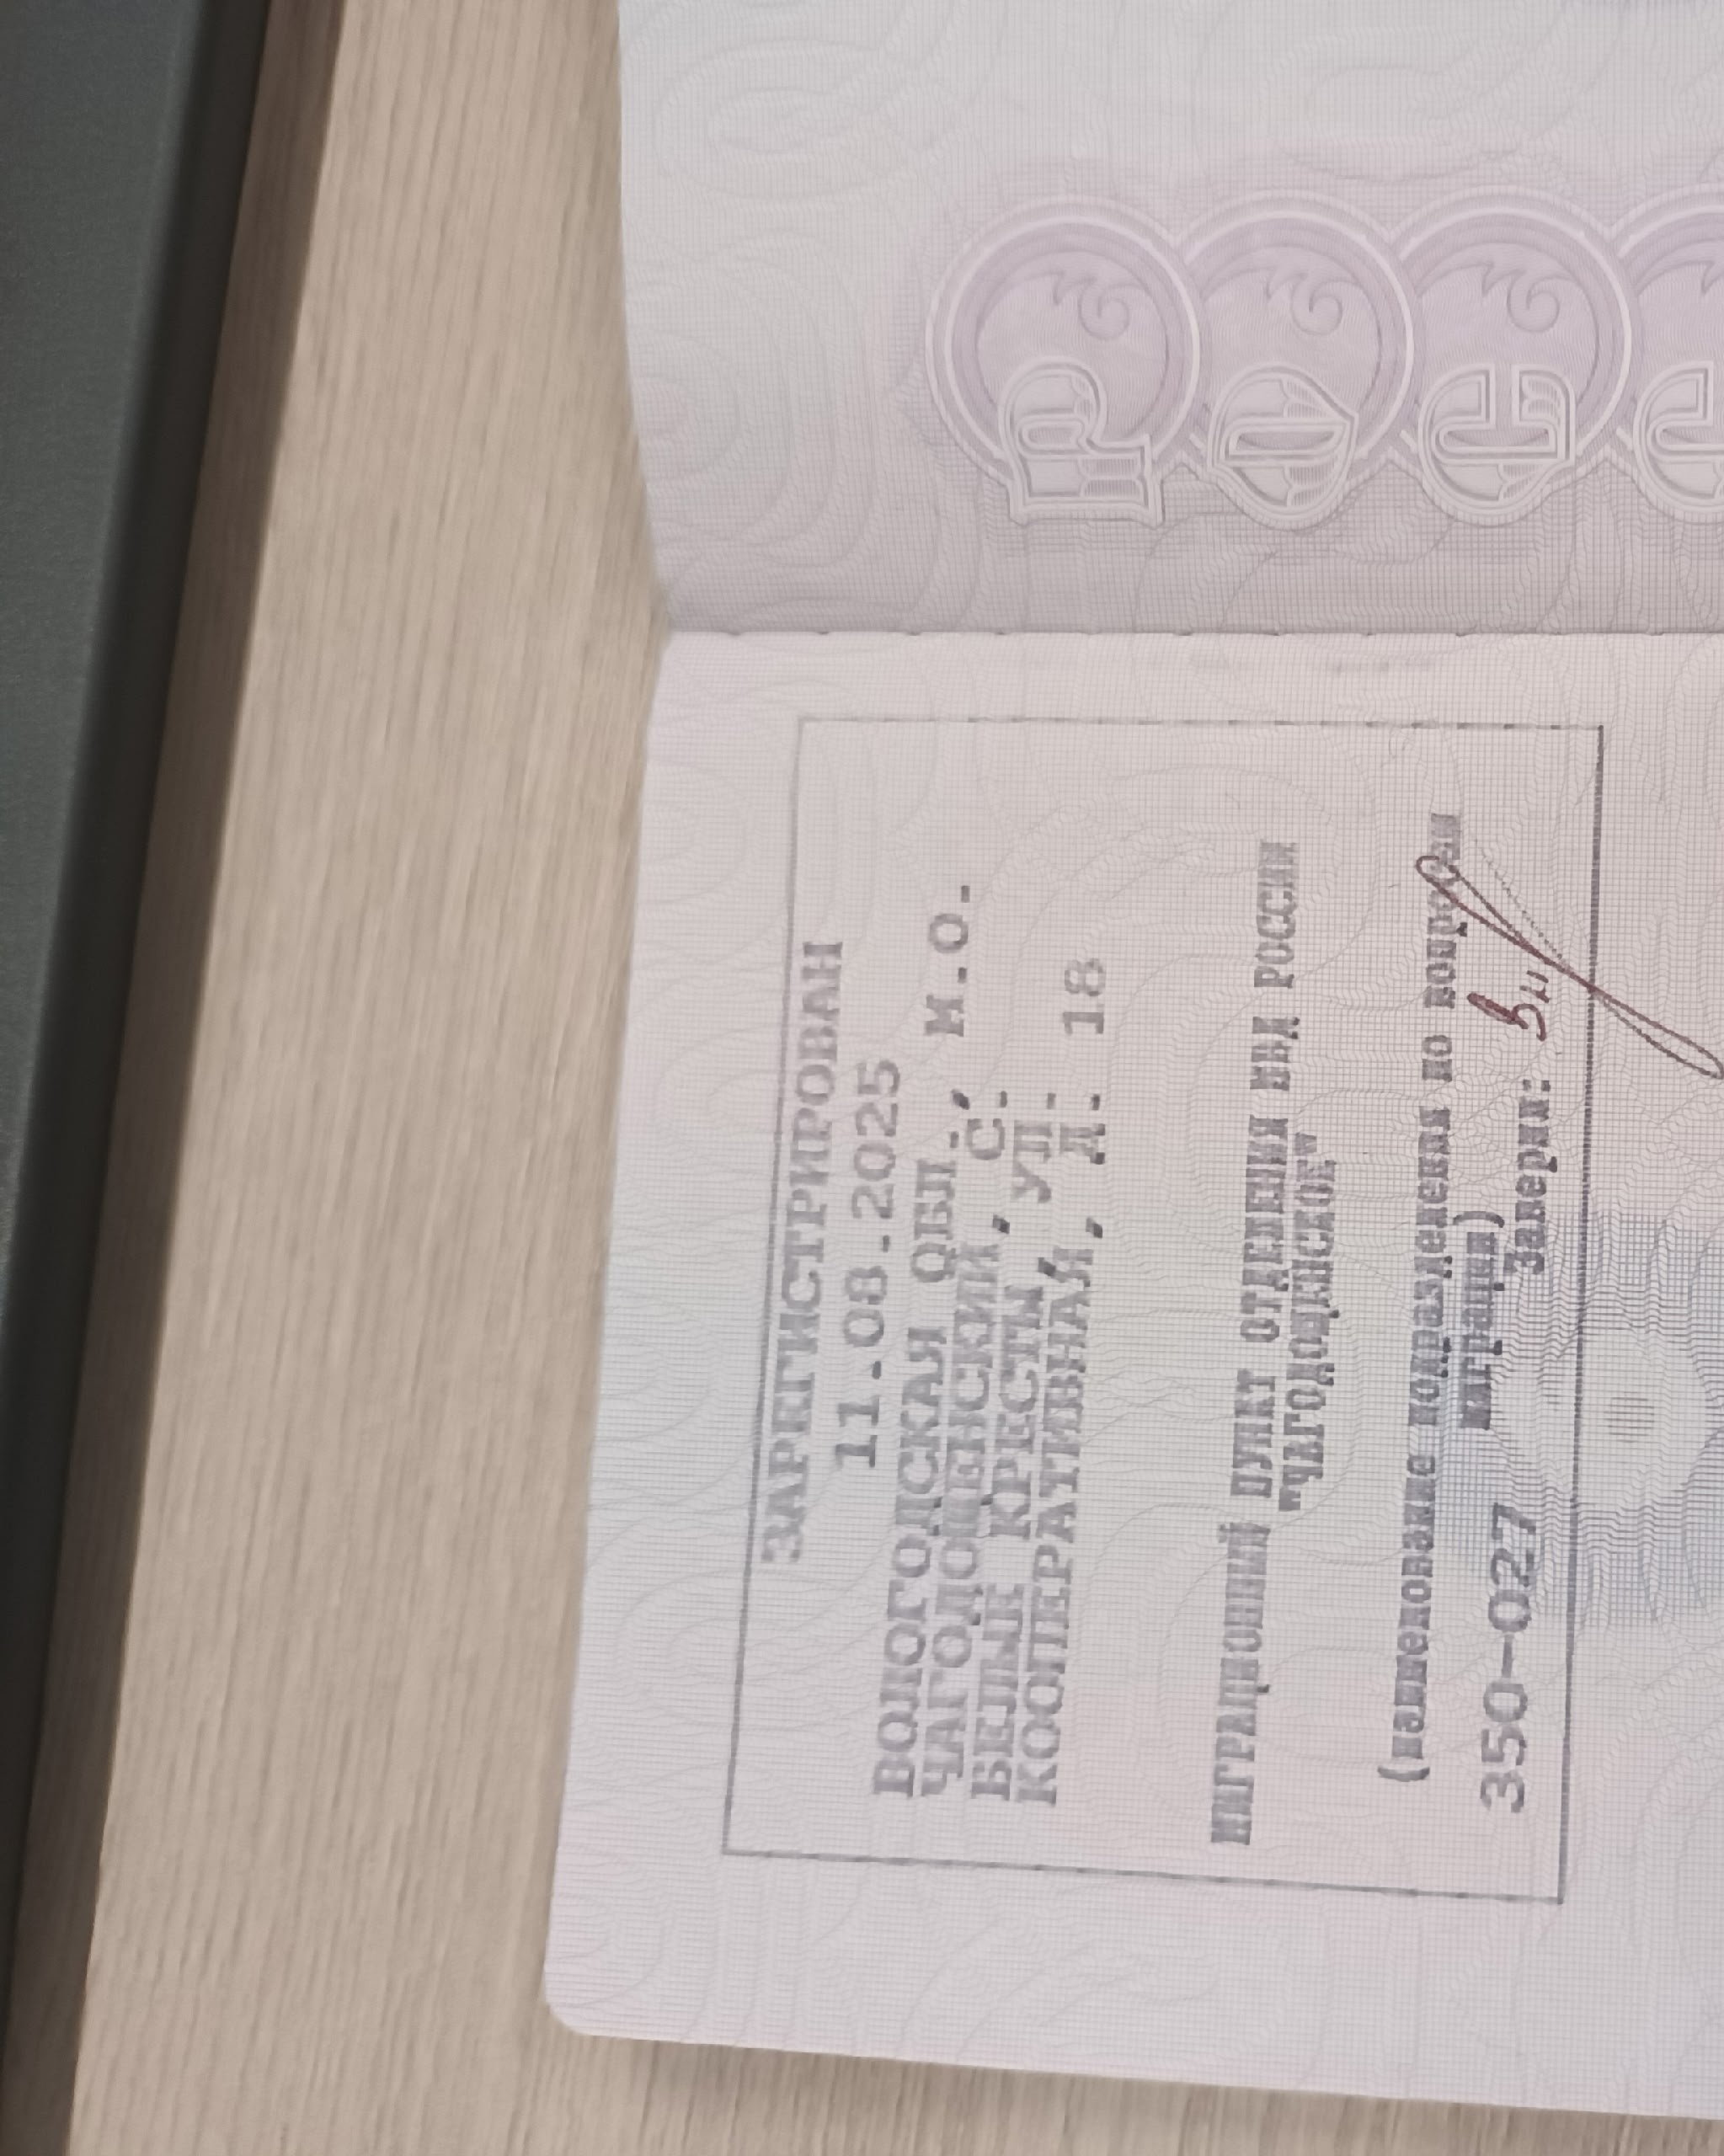 РОСС
ЗАРЕГИСТРИРОВАН
11.08.2025
ВОЛОГОДСКАЯ ОБЛ., М.О.
ЧАГОДОЩЕНСКИЙ, С.
БЕЛЫЕ КРЕСТЫ, УЛ.
КООПЕРАТИВНАЯ, Д. 18
МИГРАЦИОННЫЙ ПУНКТ ОТДЕЛЕНИЯ МВД РОССИИ
"ЧАГОДОЩЕНСКОЕ"
(наименование подразделения по вопросам
миграции)
350-027 Заверил: